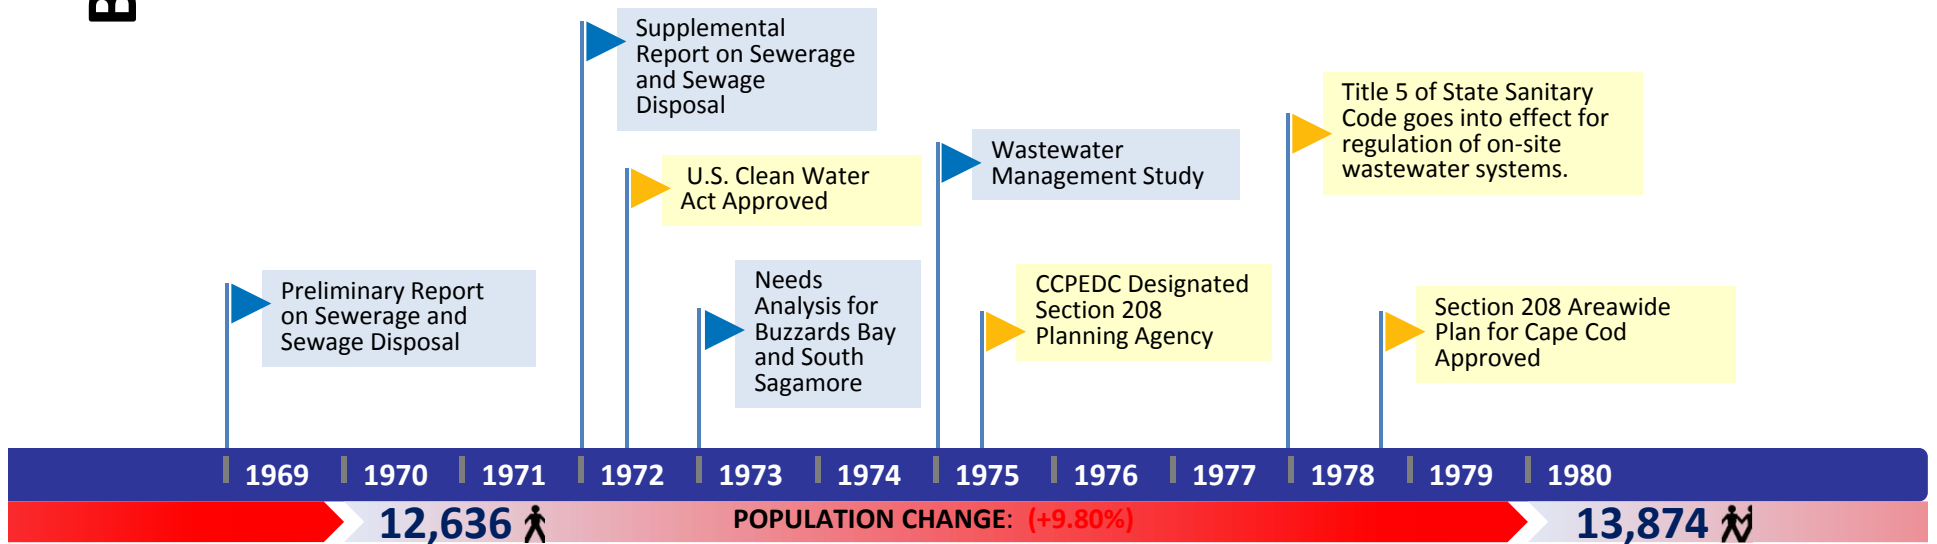 B
Supplemental
Report on Sewerage
and Sewage
Disposal
U.S. Clean Water
Act Approved
Preliminary Report
on Sewerage and
Sewage Disposal
Needs
Analysis for
Buzzards Bay
and South
Sagamore
Wastewater
Management Study
CCPEDC Designated
Section 208
Planning Agency
Title 5 of State Sanitary
Code goes into effect for
regulation of on-site
wastewater systems.
Section 208 Areawide
Plan for Cape Cod
Approved
1969 1970 1971 1972 1973 1974 1975 1976 1977 1978 1979 1980
12,636 POPULATION CHANGE: (+9.80%) 13,874